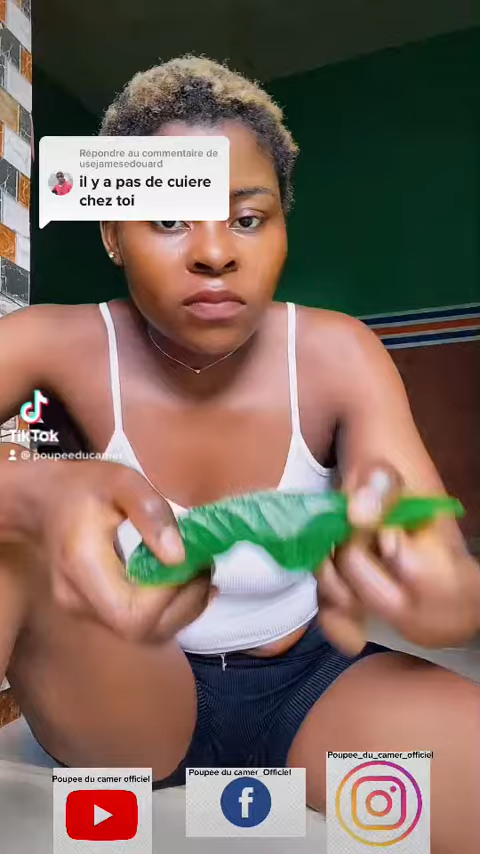 Répondre au commentaire de
usejamesedouard
il y a pas de cuiere
chez toi
TikTok
@poupeeducamer
Poupee du camer officiel
Poupee du camer_Officiel
Poupee_du_camer_officiel